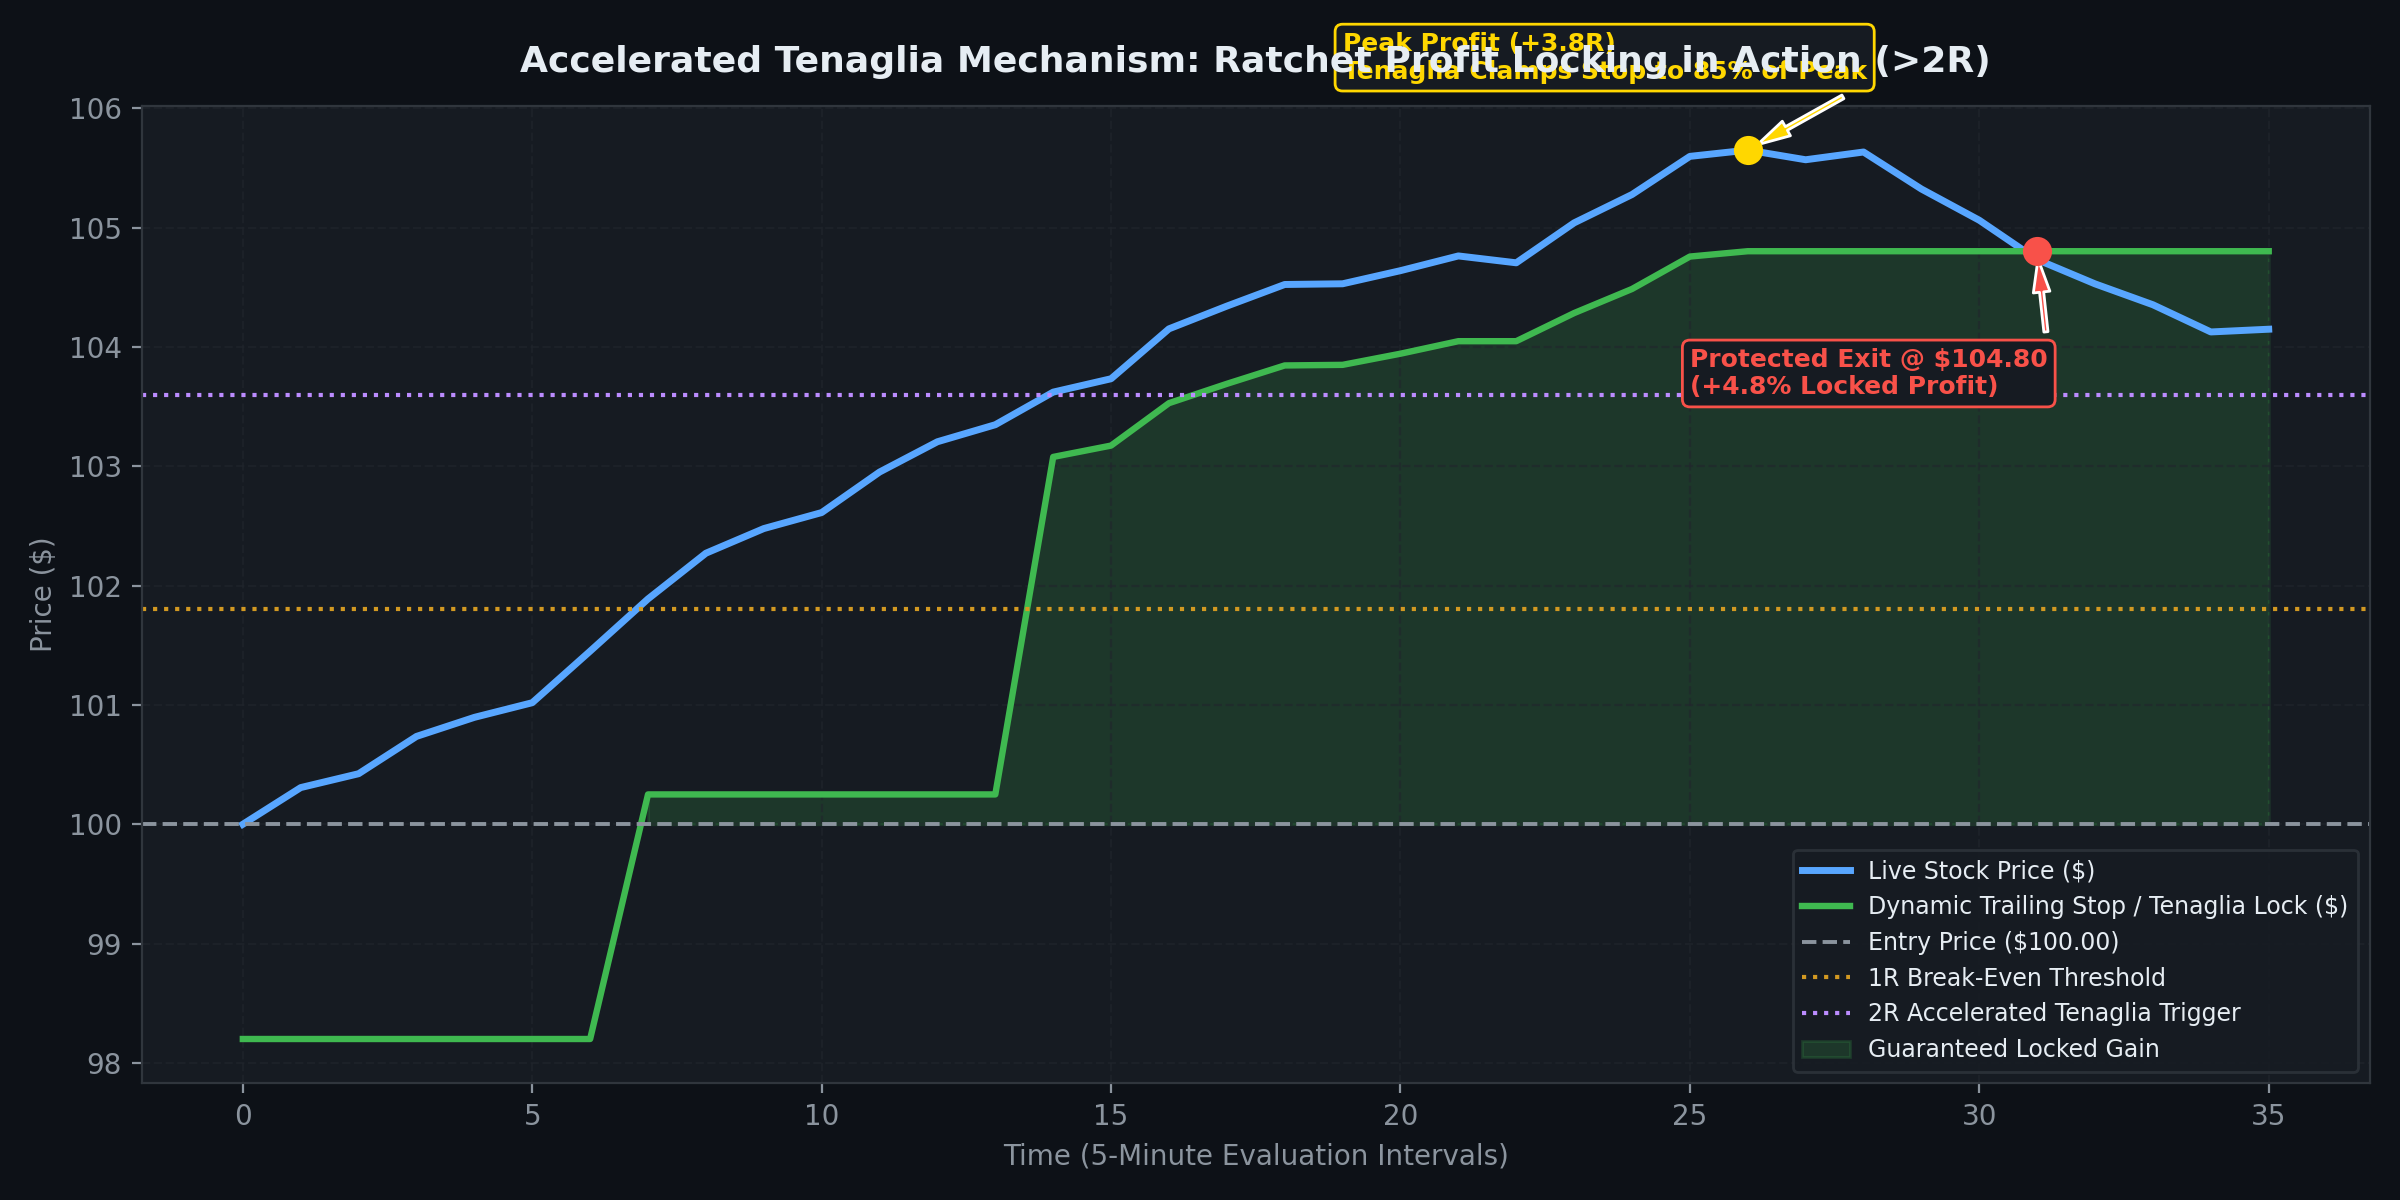 Peak Profit (+3.8R)
Tenaglia Clamps Stop to 85% of Peak
Accelerated Tenaglia Mechanism: Ratchet Profit Locking in Action (>2R)
106
105
104
103
102
101
100
99
98
Price ($)
Protected Exit @ $104.80
(+4.8% Locked Profit)
Live Stock Price ($)
Dynamic Trailing Stop / Tenaglia Lock ($)
Entry Price ($100.00)
1R Break-Even Threshold
2R Accelerated Tenaglia Trigger
Guaranteed Locked Gain
0 5 10 15 20 25 30 35
Time (5-Minute Evaluation Intervals)